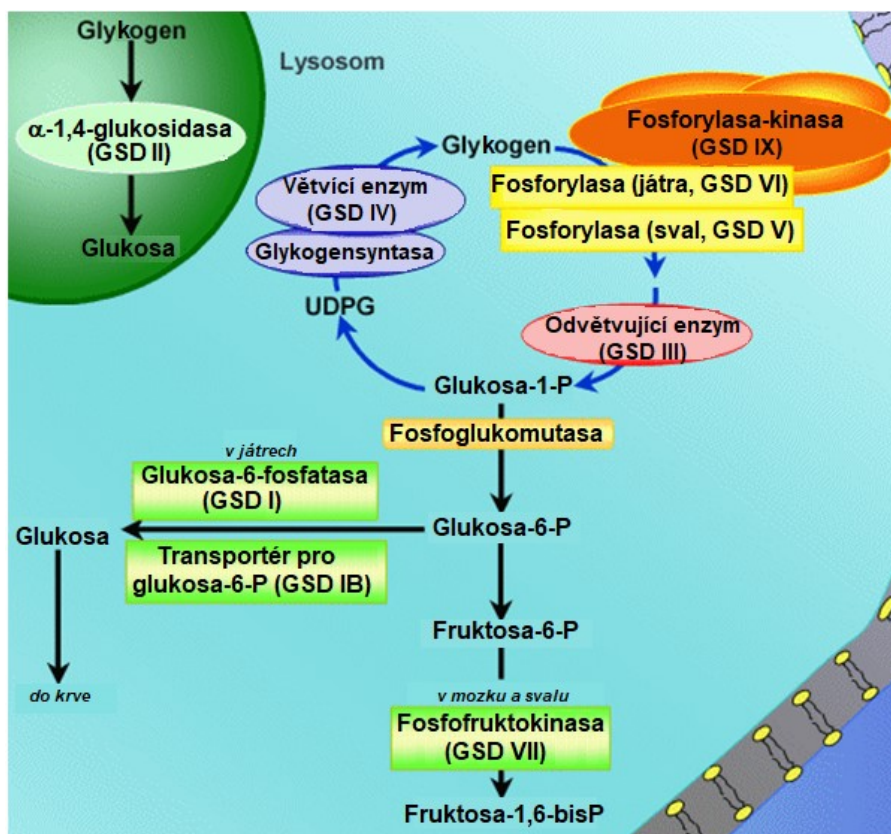 Glykogen
Lysosom
α-1,4-glukosidasa
(GSD II)
Glukosa
Fosforylasa-kinasa
(GSD IX)
Glykogen
Větvící enzym
(GSD IV)
Fosforylasa (játra, GSD VI)
Fosforylasa (sval, GSD V)
Glykogensyntasa
UDPG
Odvětvující enzym
(GSD III)
Glukosa-1-P
Fosfoglukomutasa
v játrech
Glukosa-6-fosfatasa
(GSD I)
Glukosa-6-P
Glukosa
Transportér pro
glukosa-6-P (GSD IB)
Fruktosa-6-P
do krve
v mozku a svalu
Fosfofruktokinasa
(GSD VII)
Fruktosa-1,6-bisP